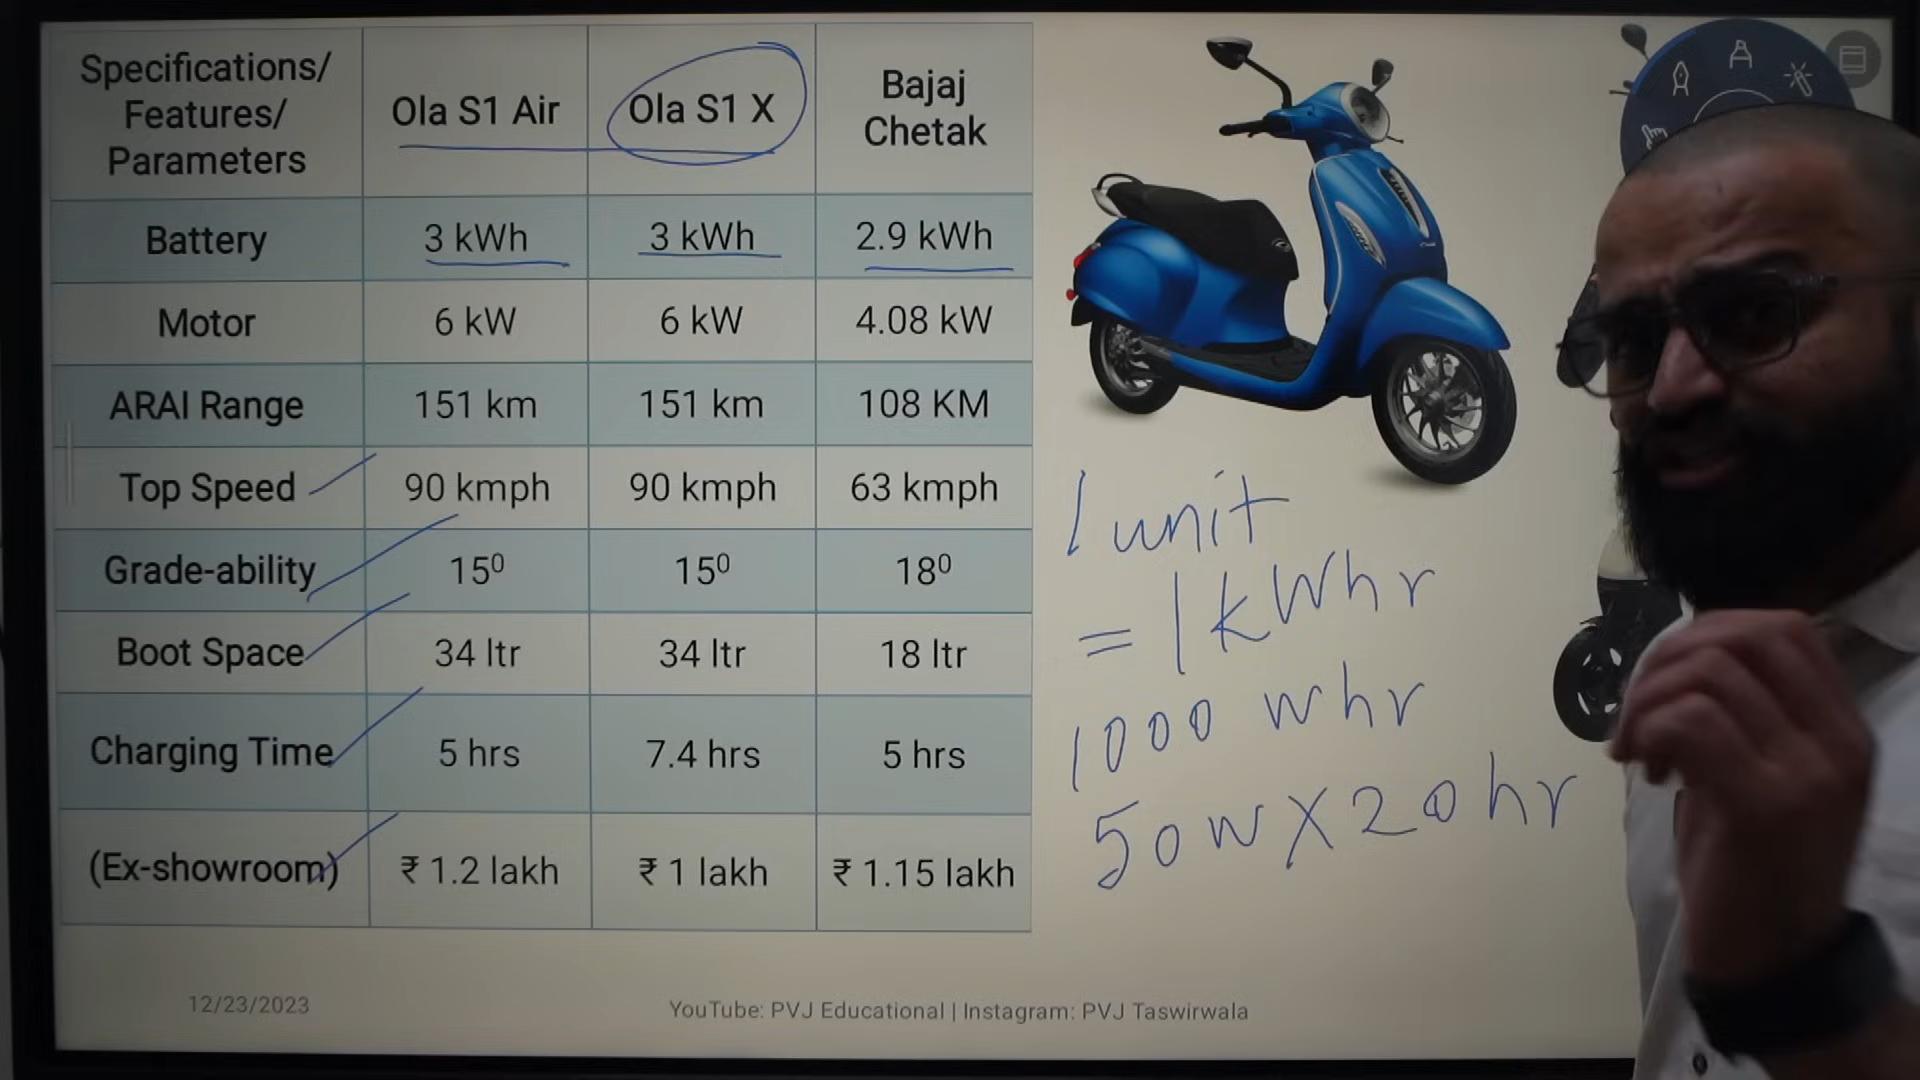 Specifications/
Features/
Parameters
Ola S1 Air
Ola S1 X
Bajaj
Chetak
Battery
3 kWh
3 kWh
2.9 kWh
Motor
6 kW
6 kW
4.08 kW
ARAI Range
151 km
151 km
108 KM
Top Speed
90 kmph
90 kmph
63 kmph
Grade-ability
15⁰
15⁰
18⁰
Boot Space
34 ltr
34 ltr
18 ltr
Charging Time
5 hrs
7.4 hrs
5 hrs
(Ex-showroom)
₹ 1.2 lakh
₹ 1 lakh
₹ 1.15 lakh
1 unit
= 1 kWhr
1000 whr
50 W X 20 hr
12/23/2023
YouTube: PVJ Educational | Instagram: PVJ Taswirwala